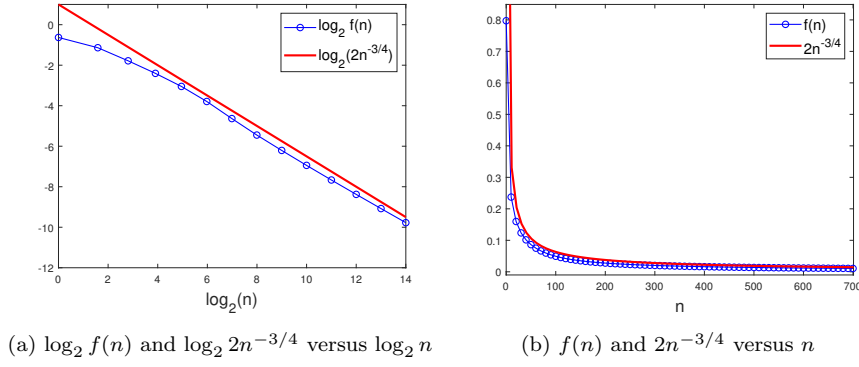 0
-2
-4
-6
-8
-10
-12
0 2 4 6 8 10 12 14
log₂(n)
log₂ f(n)
log₂(2n⁻³/⁴)
(a) log₂ f(n) and log₂ 2n⁻³/⁴ versus log₂ n
0.8
0.7
0.6
0.5
0.4
0.3
0.2
0.1
0
0 100 200 300 400 500 600 700
n
f(n)
2n⁻³/⁴
(b) f(n) and 2n⁻³/⁴ versus n